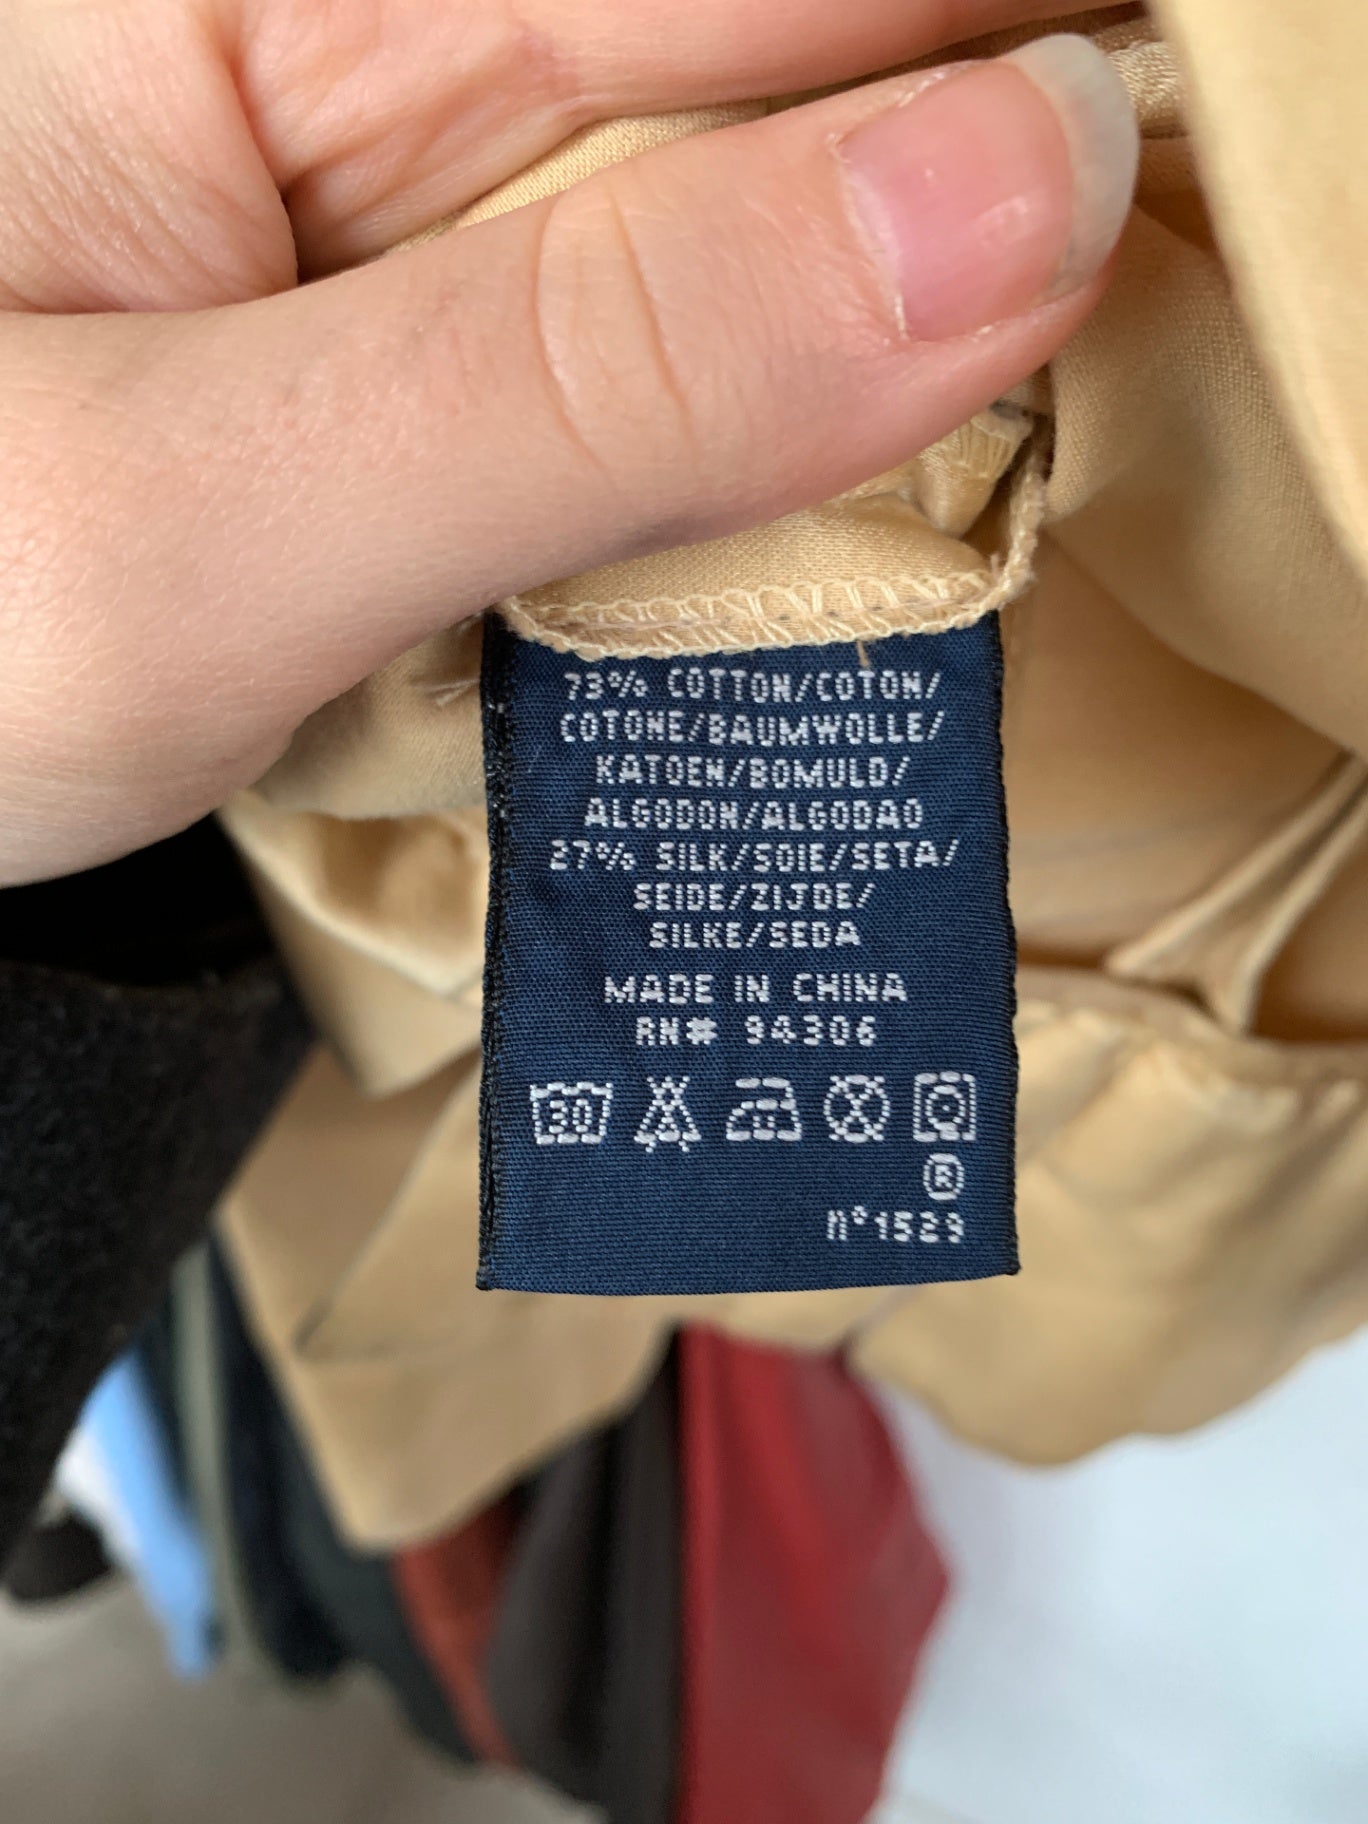 73% COTTON/COTON/
COTONE/BAUMWOLLE/
KATOEN/BOMULD/
ALGODON/ALGODAO
27% SILK/SOIE/SETA/
SEIDE/ZIJDE/
SILKE/SEDA
MADE IN CHINA
RN# 94306
30
®
n°1529